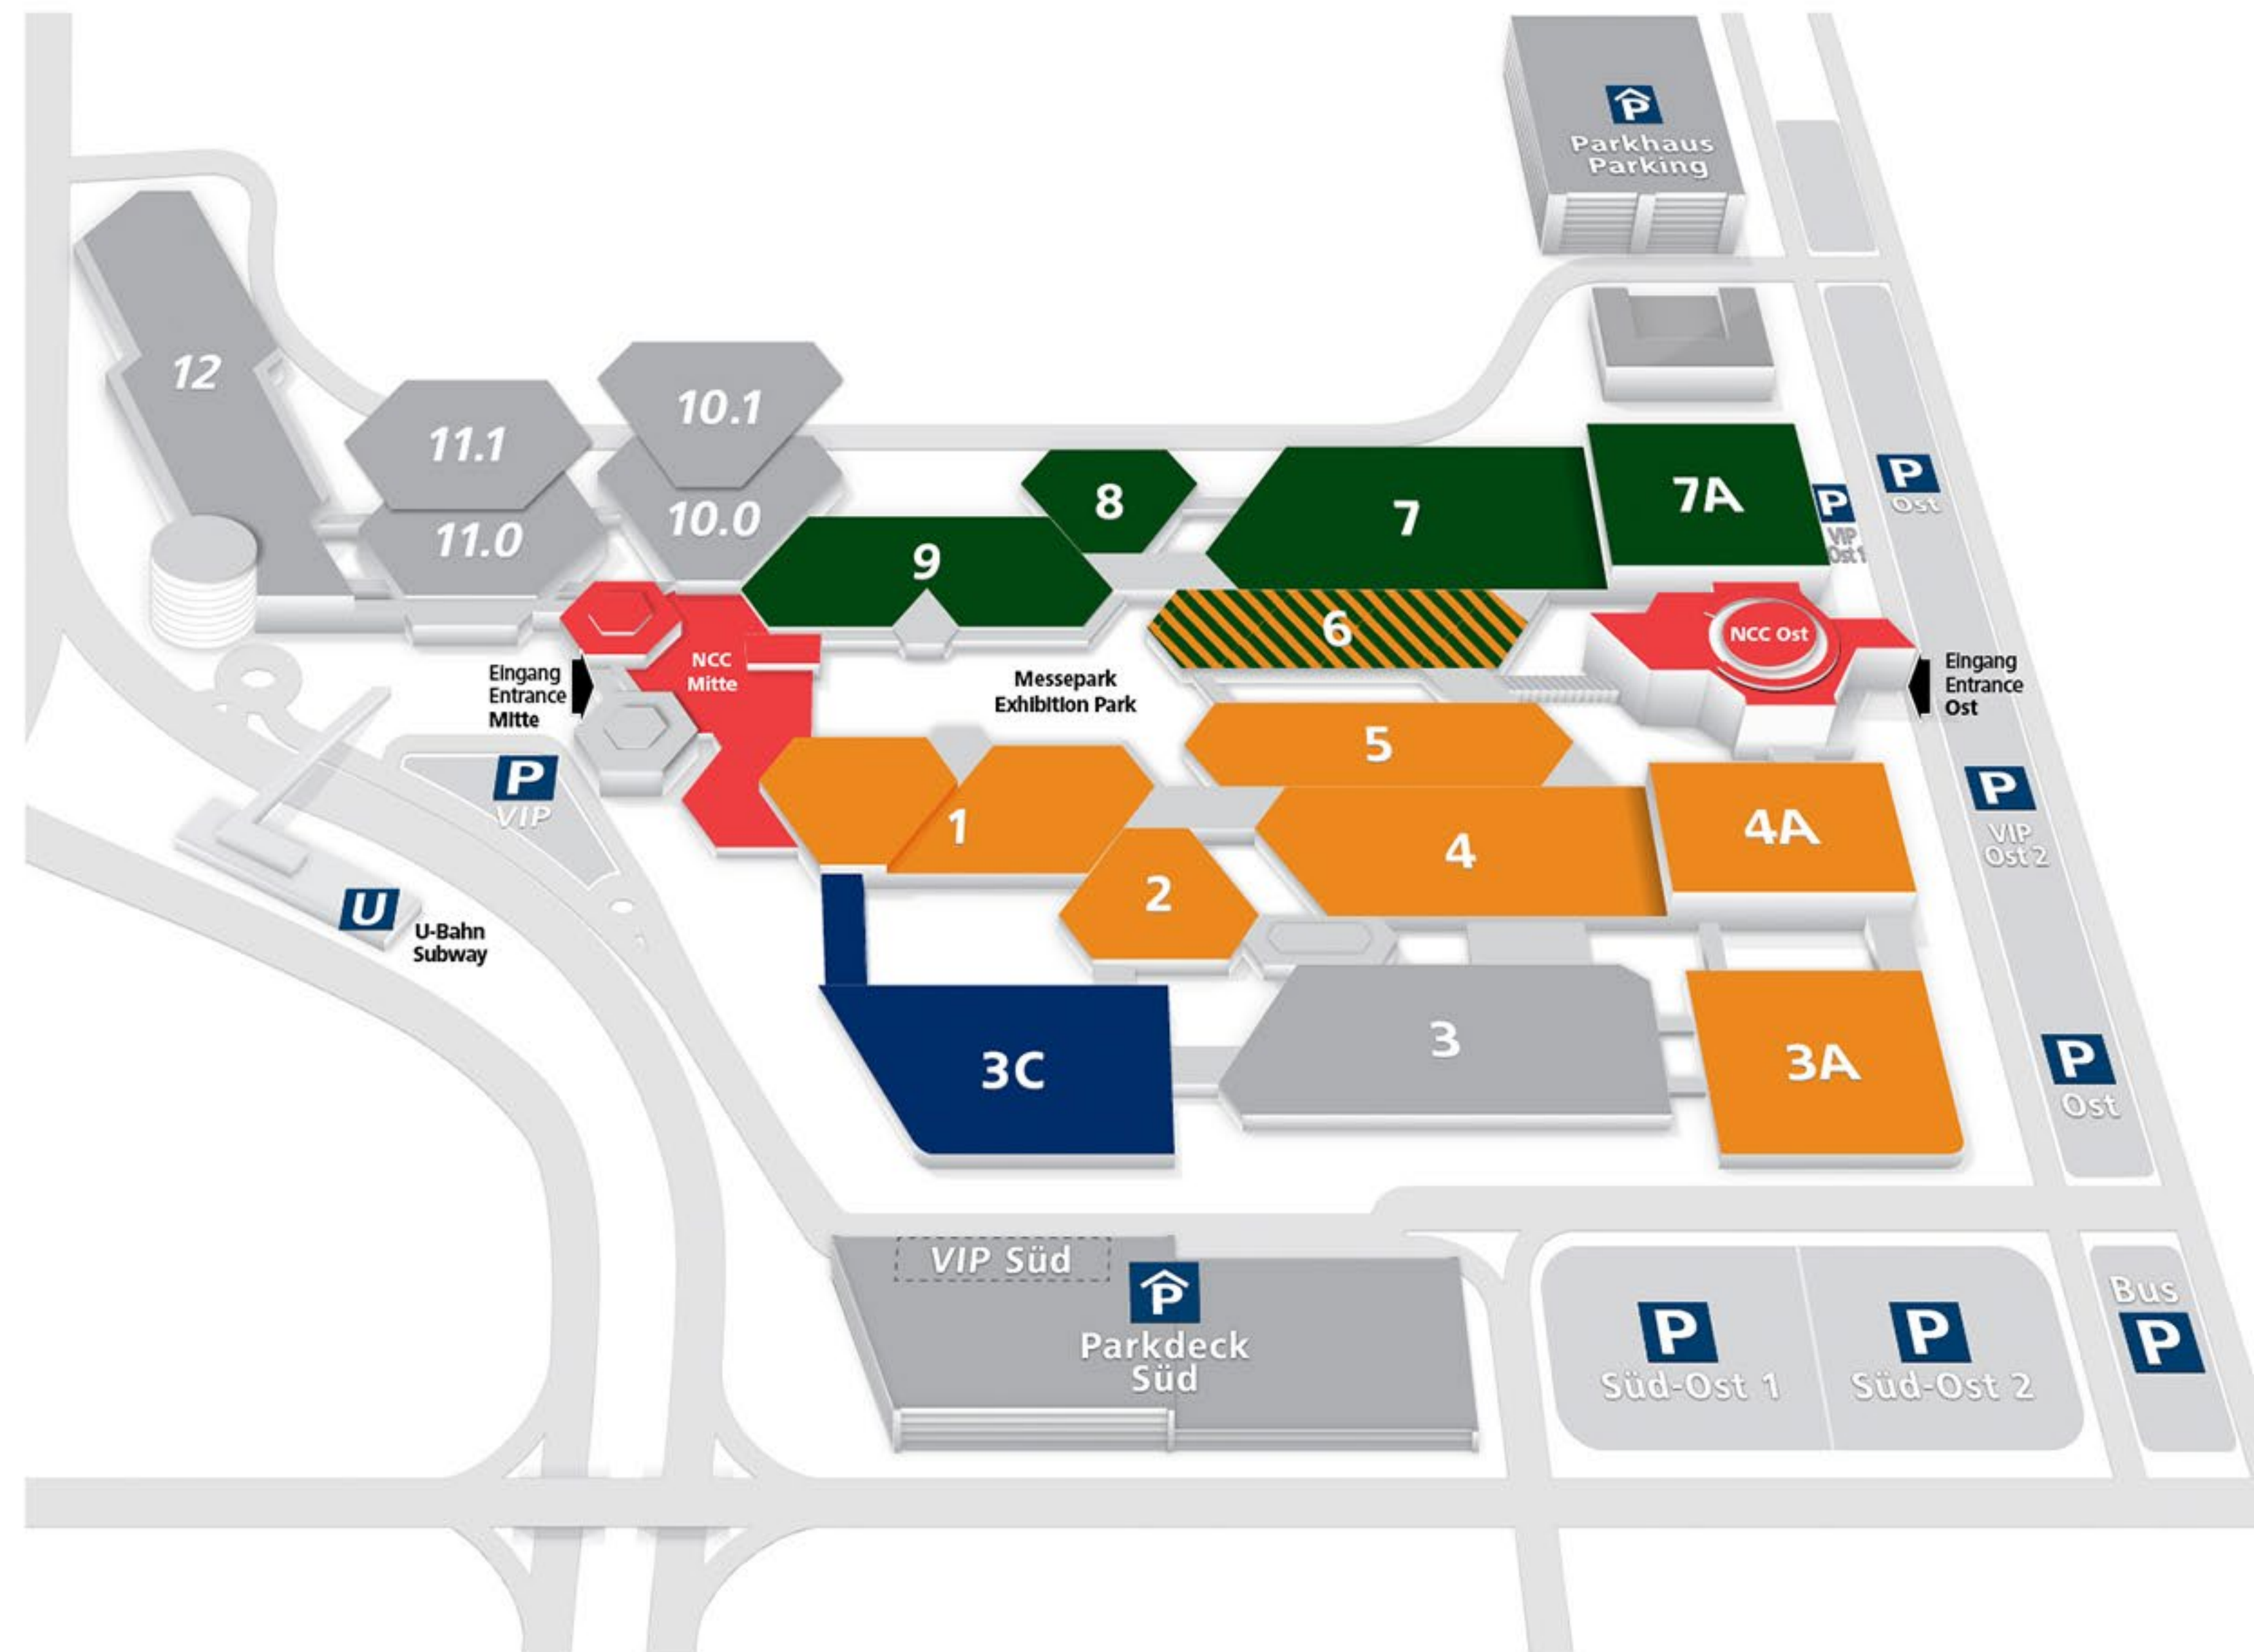 P
Parkhaus
Parking
12
11.1
10.1
11.0
10.0
9
8
7
7A
P
VIP
Ost 1
P
Ost
6
NCC Ost
Eingang
Entrance
Ost
Eingang
Entrance
Mitte
NCC
Mitte
Messepark
Exhibition Park
P
VIP
1
5
4
4A
P
VIP
Ost 2
2
U
U-Bahn
Subway
3C
3
3A
P
Ost
VIP Süd
P
Parkdeck
Süd
P
Süd-Ost 1
P
Süd-Ost 2
Bus
P